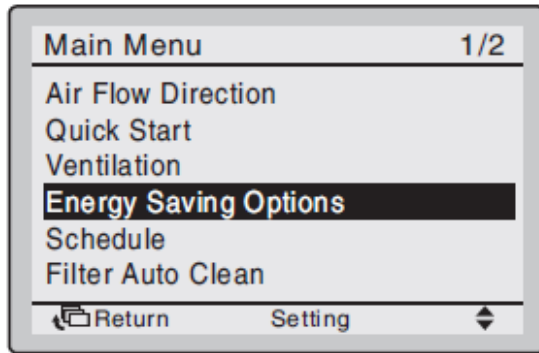 Main Menu 1/2
Air Flow Direction
Quick Start
Ventilation
Energy Saving Options
Schedule
Filter Auto Clean
Return Setting